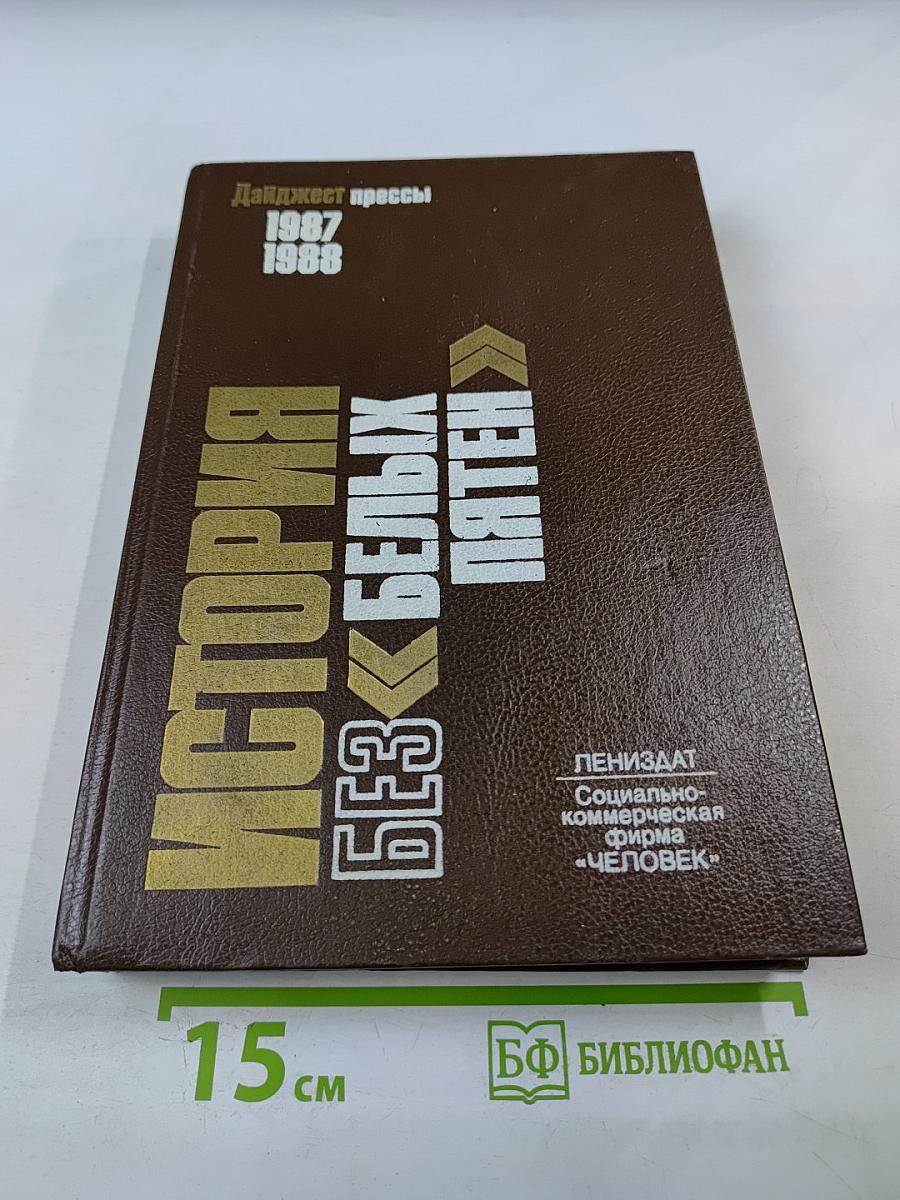 Дайджест прессы
1987
1988
ИСТОРИЯ
БЕЗ «БЕЛЫХ
ПЯТЕН»
ЛЕНИЗДАТ
Социально-
коммерческая
фирма
«ЧЕЛОВЕК»
15 см
БФ БИБЛИОФАН